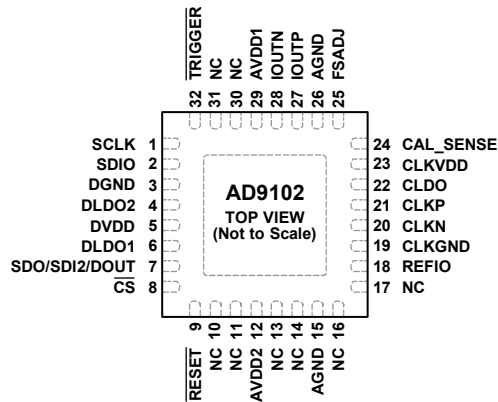 TRIGGER
NC
NC
AVDD1
IOUTN
IOUTP
AGND
FSADJ
32 31 30 29 28 27 26 25
SCLK 1
SDIO 2
DGND 3
DLDO2 4
DVDD 5
DLDO1 6
SDO/SDI2/DOUT 7
CS 8
AD9102
TOP VIEW
(Not to Scale)
24 CAL_SENSE
23 CLKVDD
22 CLDO
21 CLKP
20 CLKN
19 CLKGND
18 REFIO
17 NC
RESET 9
NC 10
NC 11
AVDD2 12
NC 13
NC 14
AGND 15
NC 16